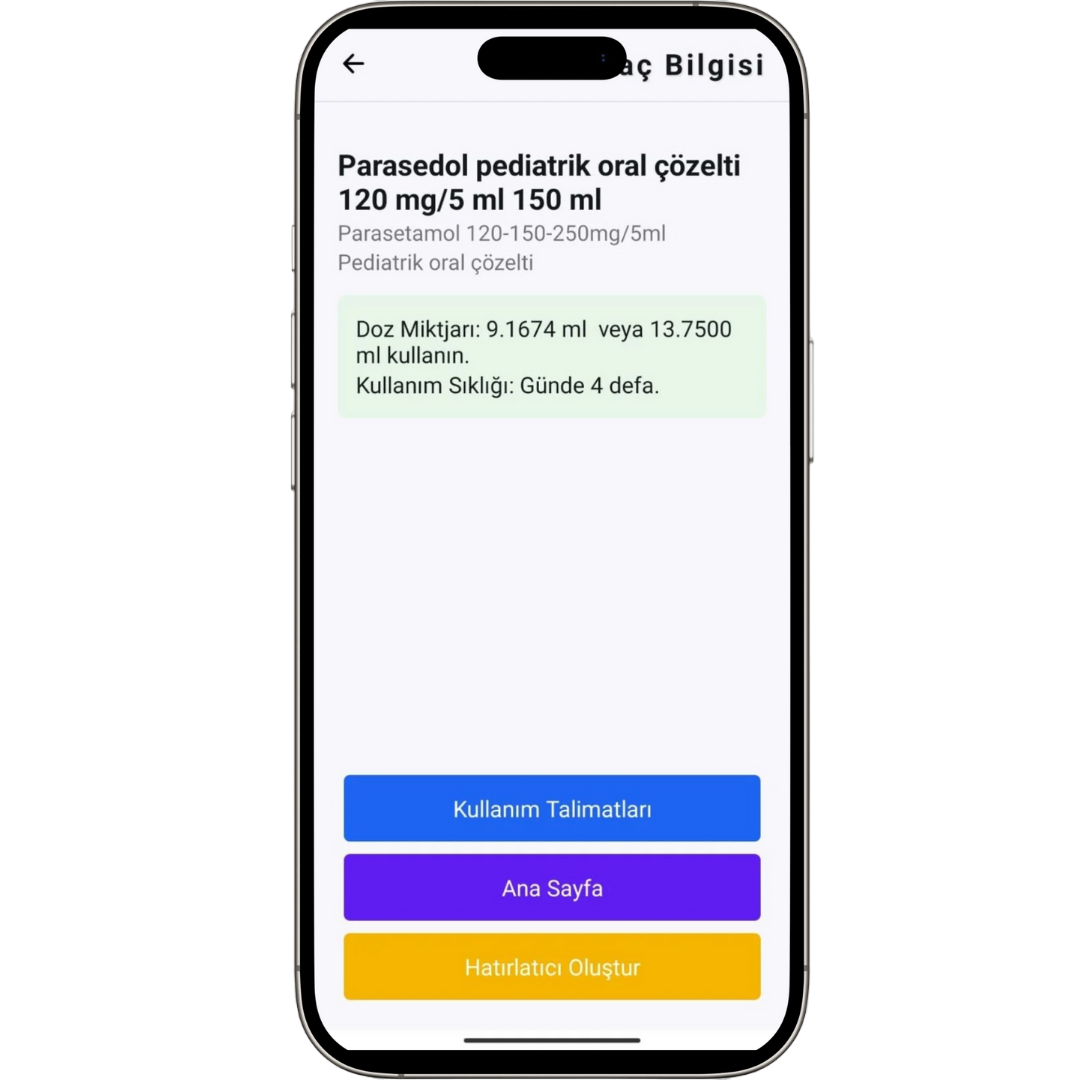 aç Bilgisi
Parasedol pediatrik oral çözelti
120 mg/5 ml 150 ml
Parasetamol 120-150-250mg/5ml
Pediatrik oral çözelti
Doz Miktjarı: 9.1674 ml  veya 13.7500
ml kullanın.
Kullanım Sıklığı: Günde 4 defa.
Kullanım Talimatları
Ana Sayfa
Hatırlatıcı Oluştur